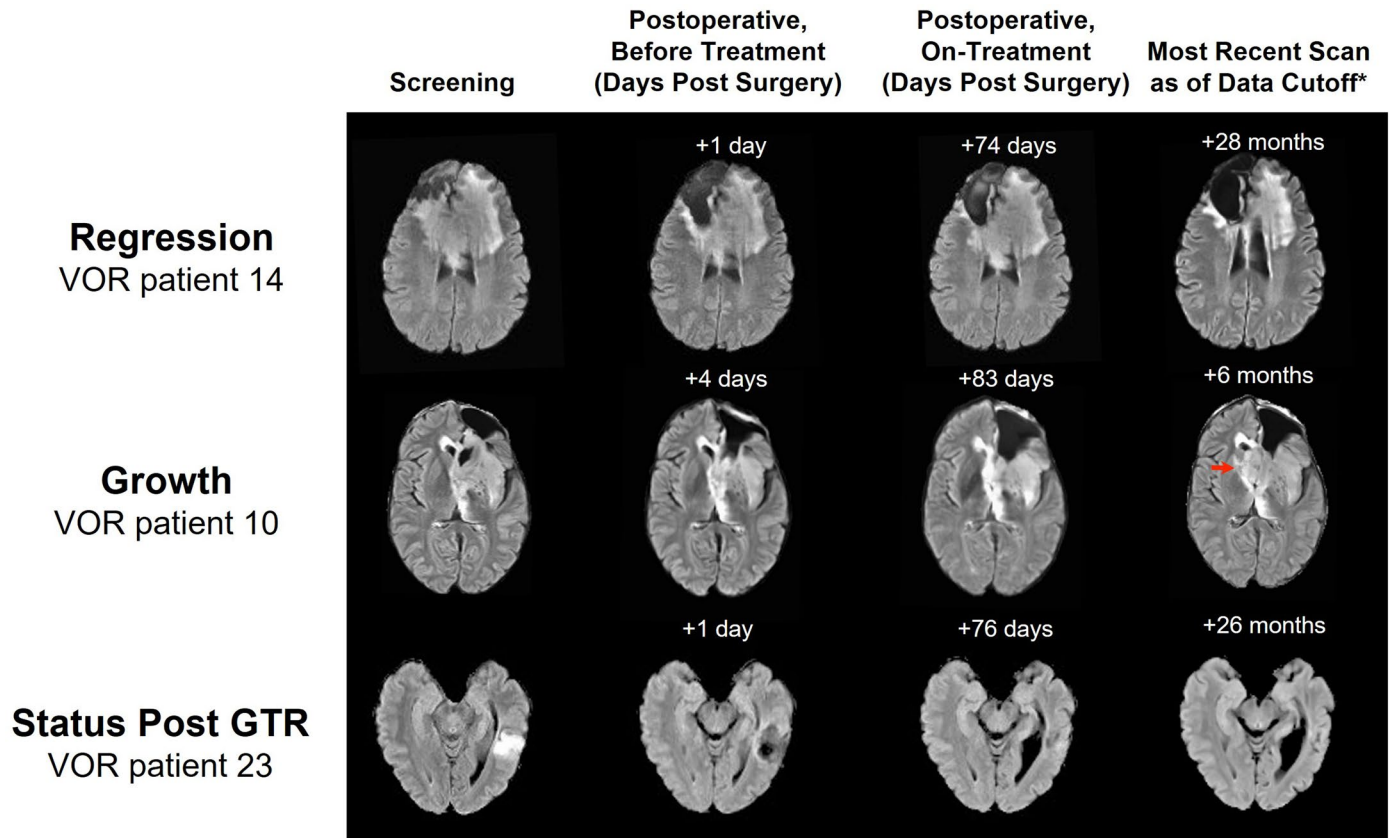 Screening
Postoperative,
Before Treatment
(Days Post Surgery)
Postoperative,
On-Treatment
(Days Post Surgery)
Most Recent Scan
as of Data Cutoff*
Regression
VOR patient 14
+1 day
+74 days
+28 months
Growth
VOR patient 10
+4 days
+83 days
+6 months
Status Post GTR
VOR patient 23
+1 day
+76 days
+26 months